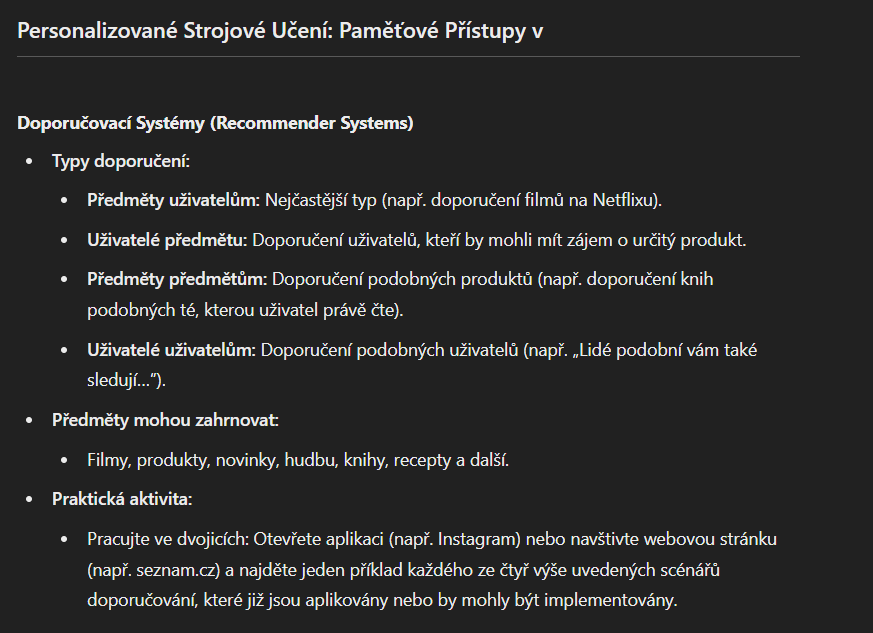 Personalizované Strojové Učení: Paměťové Přístupy v
Doporučovací Systémy (Recommender Systems)
• Typy doporučení:
• Předměty uživatelům: Nejčastější typ (např. doporučení filmů na Netflixu).
• Uživatelé předmětu: Doporučení uživatelů, kteří by mohli mít zájem o určitý produkt.
• Předměty předmětům: Doporučení podobných produktů (např. doporučení knih
podobných té, kterou uživatel právě čte).
• Uživatelé uživatelům: Doporučení podobných uživatelů (např. „Lidé podobní vám také
sledují...“).
• Předměty mohou zahrnovat:
• Filmy, produkty, novinky, hudbu, knihy, recepty a další.
• Praktická aktivita:
• Pracujte ve dvojicích: Otevřete aplikaci (např. Instagram) nebo navštivte webovou stránku
(např. seznam.cz) a najděte jeden příklad každého ze čtyř výše uvedených scénářů
doporučování, které již jsou aplikovány nebo by mohly být implementovány.